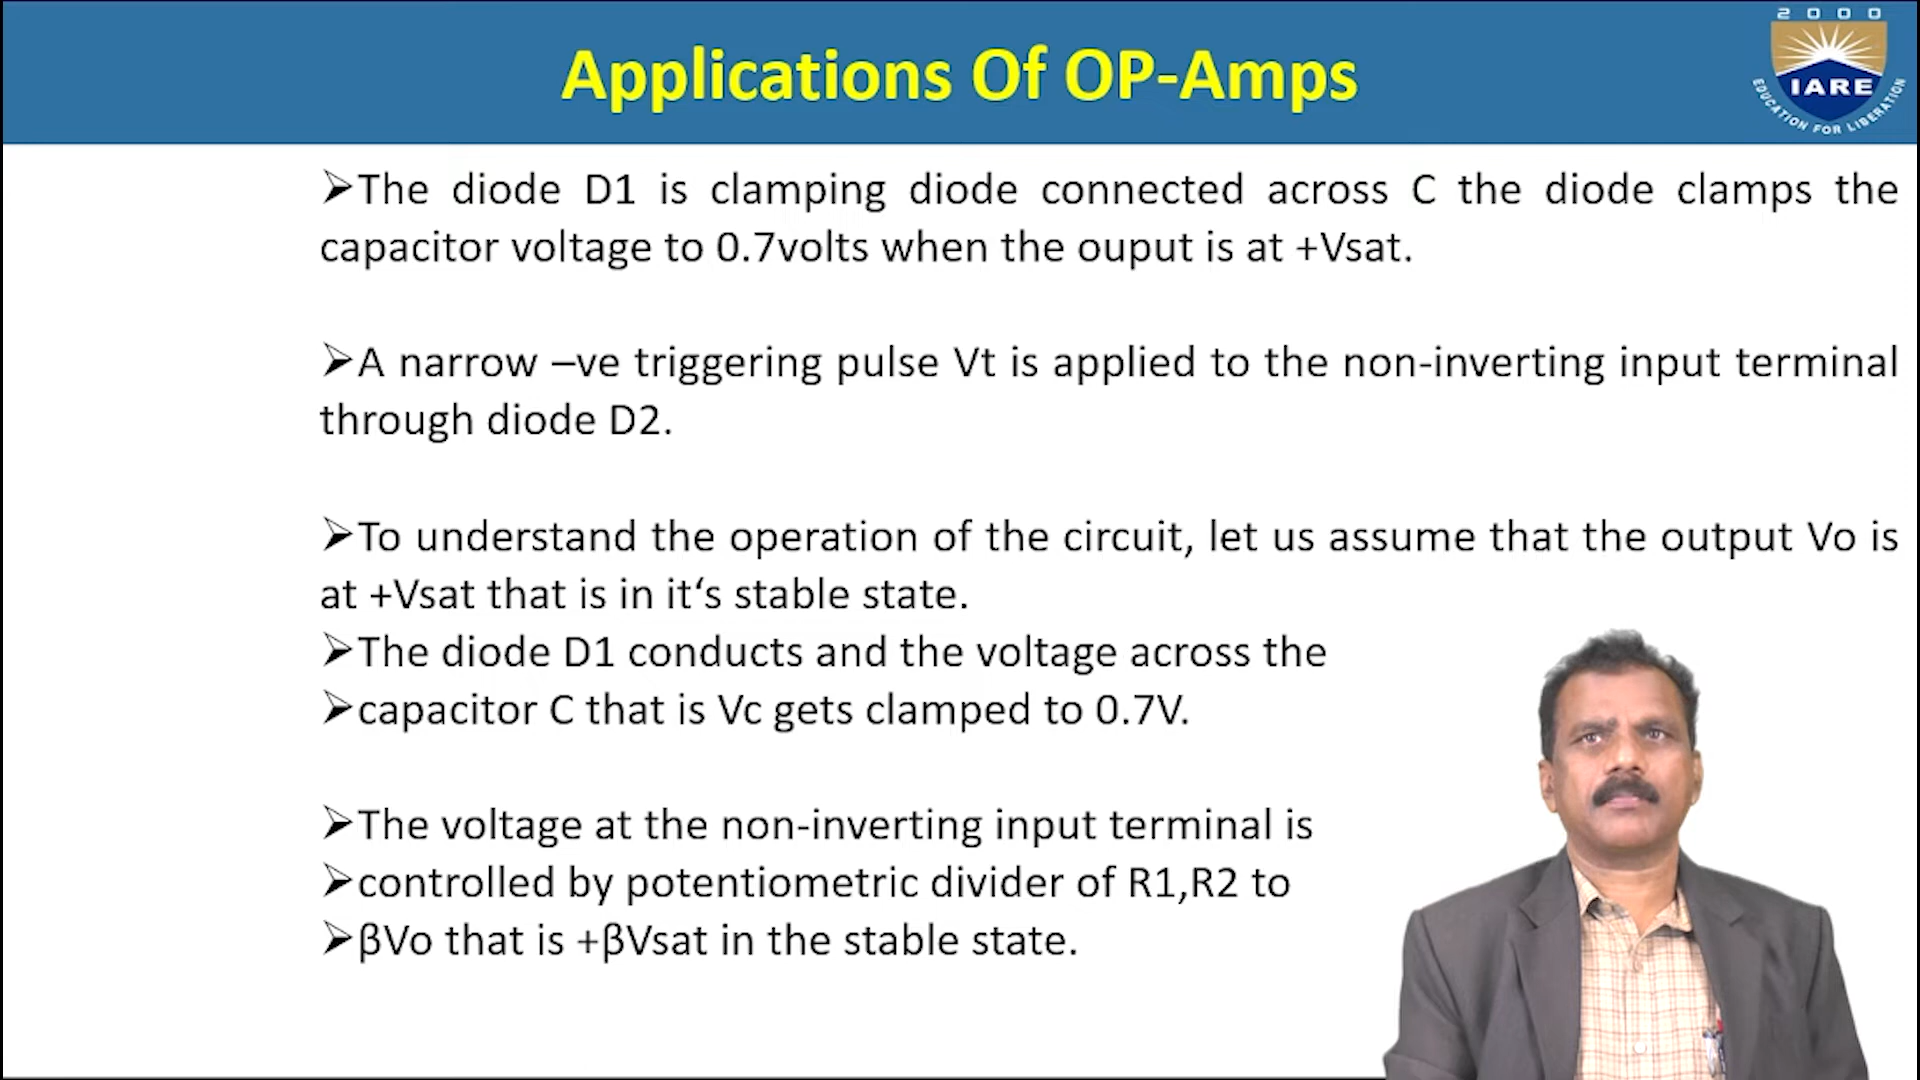 Applications Of OP-Amps
2 0 0 0
IARE
EDUCATION FOR LIBERATION
➢The diode D1 is clamping diode connected across C the diode clamps the
capacitor voltage to 0.7volts when the ouput is at +Vsat.
➢A narrow –ve triggering pulse Vt is applied to the non-inverting input terminal
through diode D2.
➢To understand the operation of the circuit, let us assume that the output Vo is
at +Vsat that is in it‘s stable state.
➢The diode D1 conducts and the voltage across the
➢capacitor C that is Vc gets clamped to 0.7V.
➢The voltage at the non-inverting input terminal is
➢controlled by potentiometric divider of R1,R2 to
➢βVo that is +βVsat in the stable state.